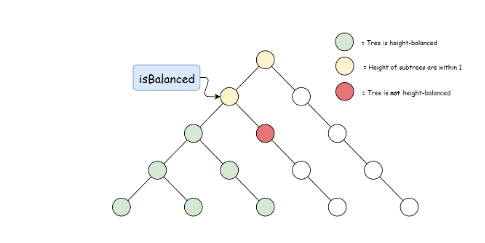 = Tree is height-balanced
isBalanced
= Height of subtrees are within 1
= Tree is not height-balanced